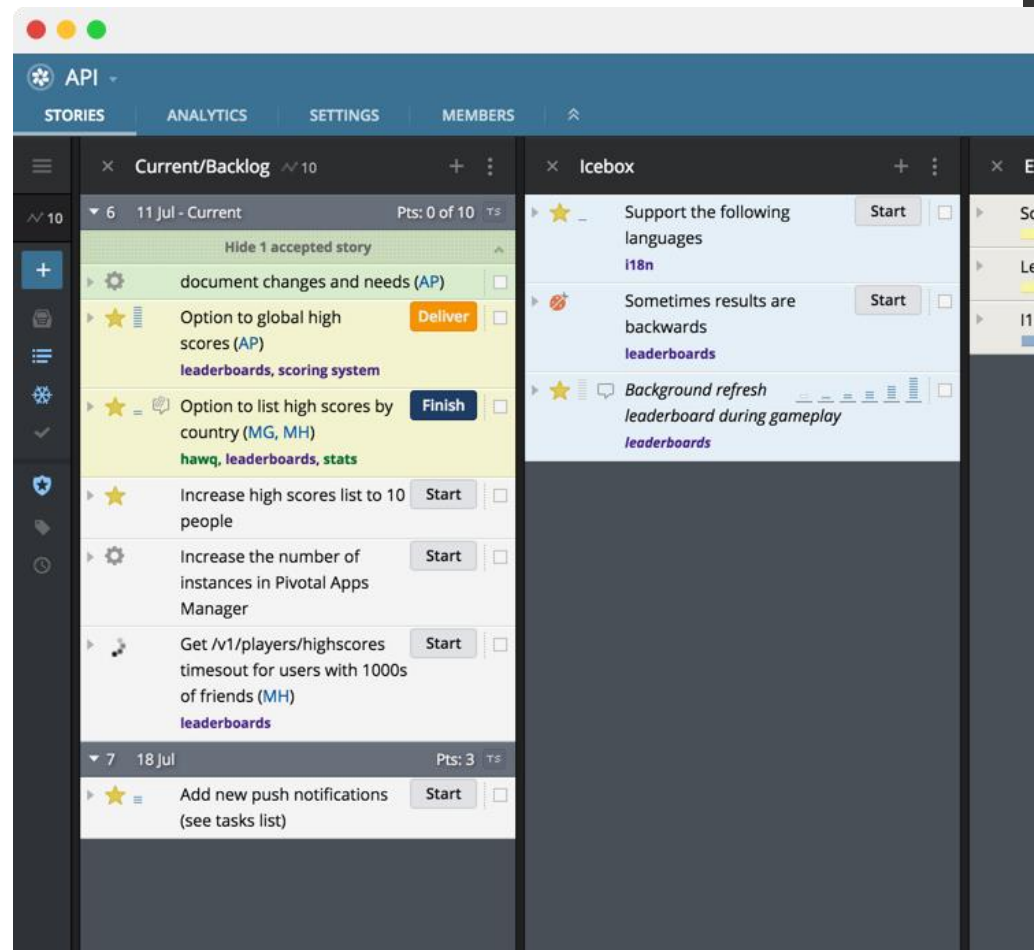 API
STORIES ANALYTICS SETTINGS MEMBERS
10
Current/Backlog 10
6 11 Jul - Current Pts: 0 of 10 TS
Hide 1 accepted story
document changes and needs (AP)
Option to global high Deliver
scores (AP)
leaderboards, scoring system
Option to list high scores by Finish
country (MG, MH)
hawq, leaderboards, stats
Increase high scores list to 10 Start
people
Increase the number of Start
instances in Pivotal Apps
Manager
Get /v1/players/highscores Start
timesout for users with 1000s
of friends (MH)
leaderboards
7 18 Jul Pts: 3 TS
Add new push notifications Start
(see tasks list)
Icebox
Support the following Start
languages
i18n
Sometimes results are Start
backwards
leaderboards
Background refresh
leaderboard during gameplay
leaderboards